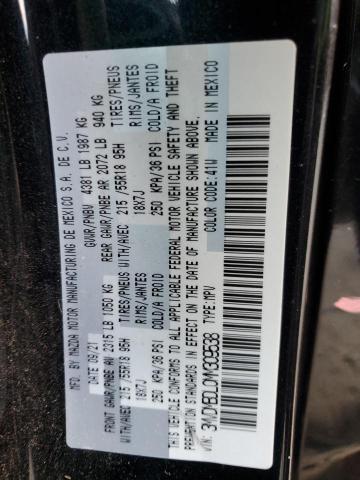 MFD. BY MAZDA MOTOR MANUFACTURING DE MEXICO S.A. DE C.V.
DATE 09/21 GVWR/PNBV 4381 LB 1987 KG
FRONT GAWR/PNBE AV 2315 LB 1050 KG REAR GAWR/PNBE AR 2072 LB 940 KG
WITH/AVEC 215/55R18 95H TIRES/PNEUS WITH/AVEC 215/55R18 95H TIRES/PNEUS
18X7J RIMS/JANTES 18X7J RIMS/JANTES
250 KPA/36 PSI COLD/A FROID 250 KPA/36 PSI COLD/A FROID
THIS VEHICLE CONFORMS TO ALL APPLICABLE FEDERAL MOTOR VEHICLE SAFETY AND THEFT
PREVENTION STANDARDS IN EFFECT ON THE DATE OF MANUFACTURE SHOWN ABOVE.
VIN: TYPE: MPV COLOR CODE: 41W MADE IN MEXICO